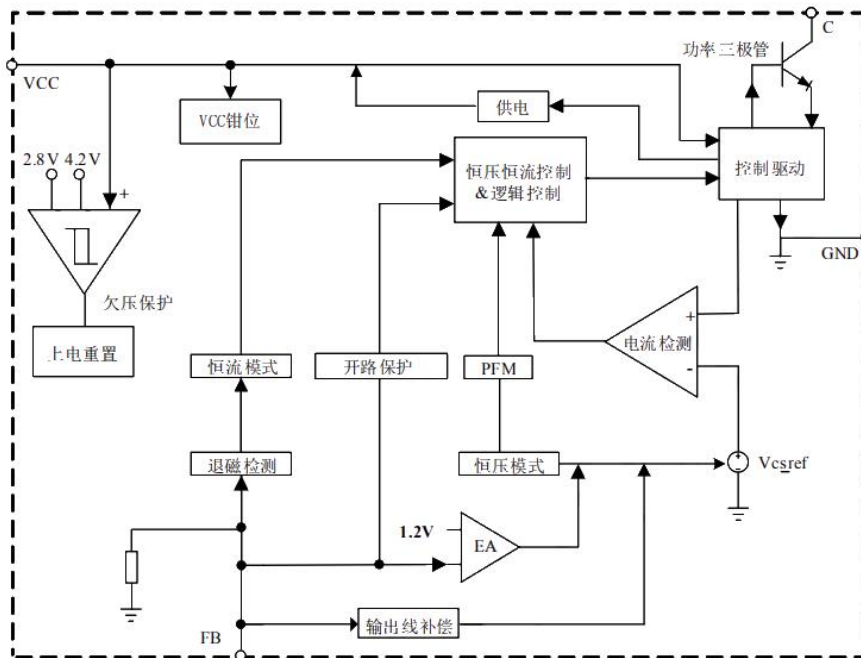 C
功率三极管
VCC
VCC钳位
供电
2.8V 4.2V
+
恒压恒流控制
&逻辑控制
控制驱动
GND
欠压保护
上电重置
恒流模式
开路保护
PFM
+
电流检测
-
退磁检测
恒压模式
Vcsref
1.2V
EA
FB
输出线补偿